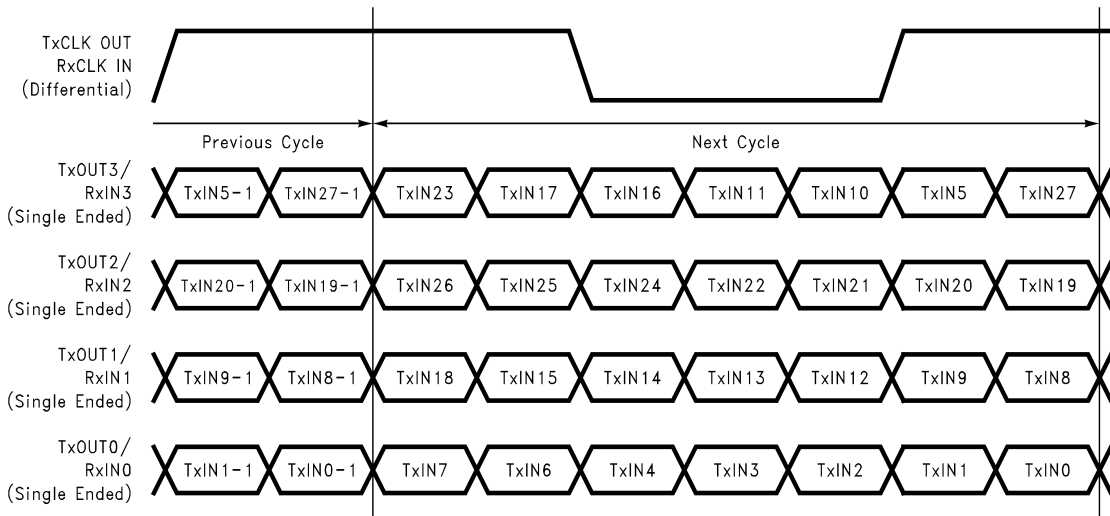 TxCLK OUT
RxCLK IN
(Differential)
Previous Cycle
Next Cycle
TxOUT3/
RxIN3
(Single Ended)
TxIN5-1 TxIN27-1 TxIN23 TxIN17 TxIN16 TxIN11 TxIN10 TxIN5 TxIN27
TxOUT2/
RxIN2
(Single Ended)
TxIN20-1 TxIN19-1 TxIN26 TxIN25 TxIN24 TxIN22 TxIN21 TxIN20 TxIN19
TxOUT1/
RxIN1
(Single Ended)
TxIN9-1 TxIN8-1 TxIN18 TxIN15 TxIN14 TxIN13 TxIN12 TxIN9 TxIN8
TxOUT0/
RxIN0
(Single Ended)
TxIN1-1 TxIN0-1 TxIN7 TxIN6 TxIN4 TxIN3 TxIN2 TxIN1 TxIN0